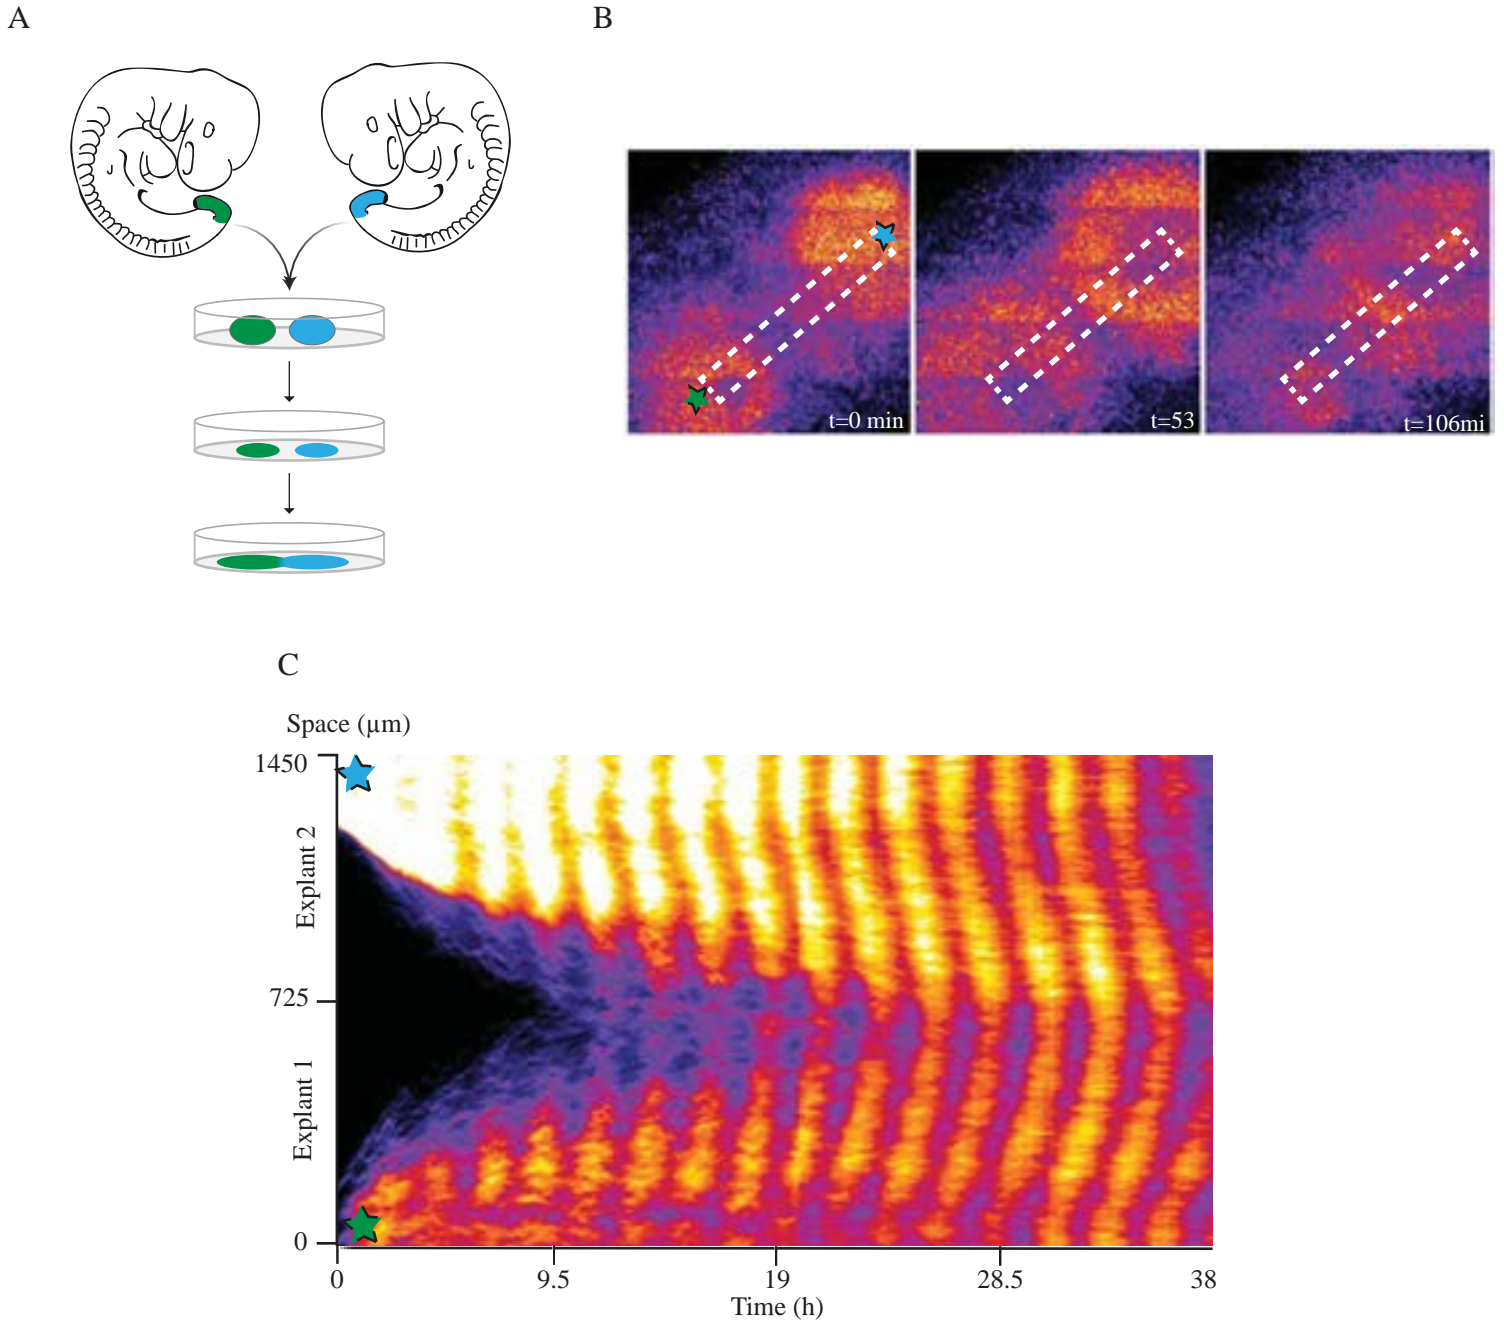 A
B
t=0 min
t=53
t=106mi
C
Space (µm)
1450
725
0
Explant 2
Explant 1
0
9.5
19
28.5
38
Time (h)